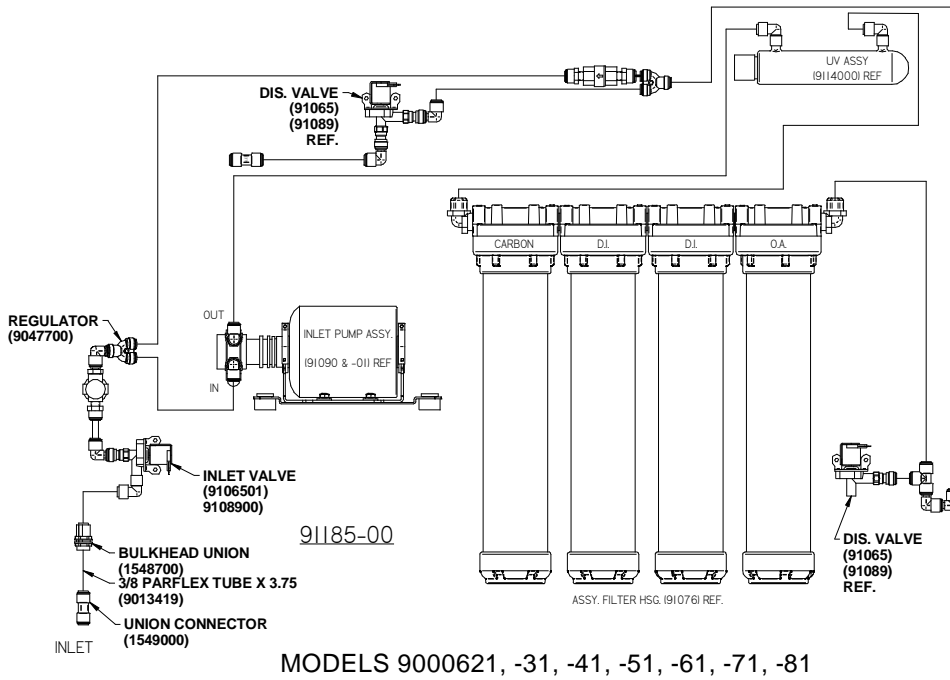 UV ASSY
(9114000) REF
DIS. VALVE
(91065)
(91089)
REF.
CARBON
D.I.
D.I.
O.A.
OUT
INLET PUMP ASSY.
(91090 & -01) REF
IN
REGULATOR
(9047700)
INLET VALVE
(9106501)
9108900)
91185-00
BULKHEAD UNION
(1548700)
3/8 PARFLEX TUBE X 3.75
(9013419)
UNION CONNECTOR
(1549000)
INLET
DIS. VALVE
(91065)
(91089)
REF.
ASSY. FILTER HSG. (91076) REF.
MODELS 9000621, -31, -41, -51, -61, -71, -81